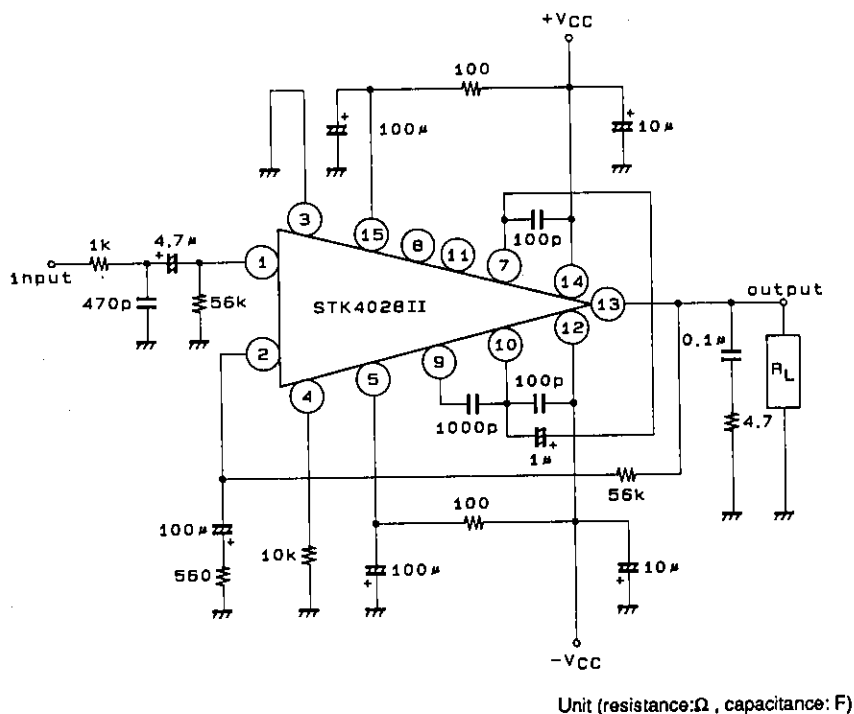 +VCC
100
100μ
10μ
3
15
8
11
7
100p
14
1k
4.7μ
1
input
470p
56k
STK4028II
13
output
2
12
10
0.1μ
RL
4
5
9
100p
1000p
4.7
1μ
56k
100μ
100
10k
560
100μ
10μ
-VCC
Unit (resistance:Ω , capacitance: F)